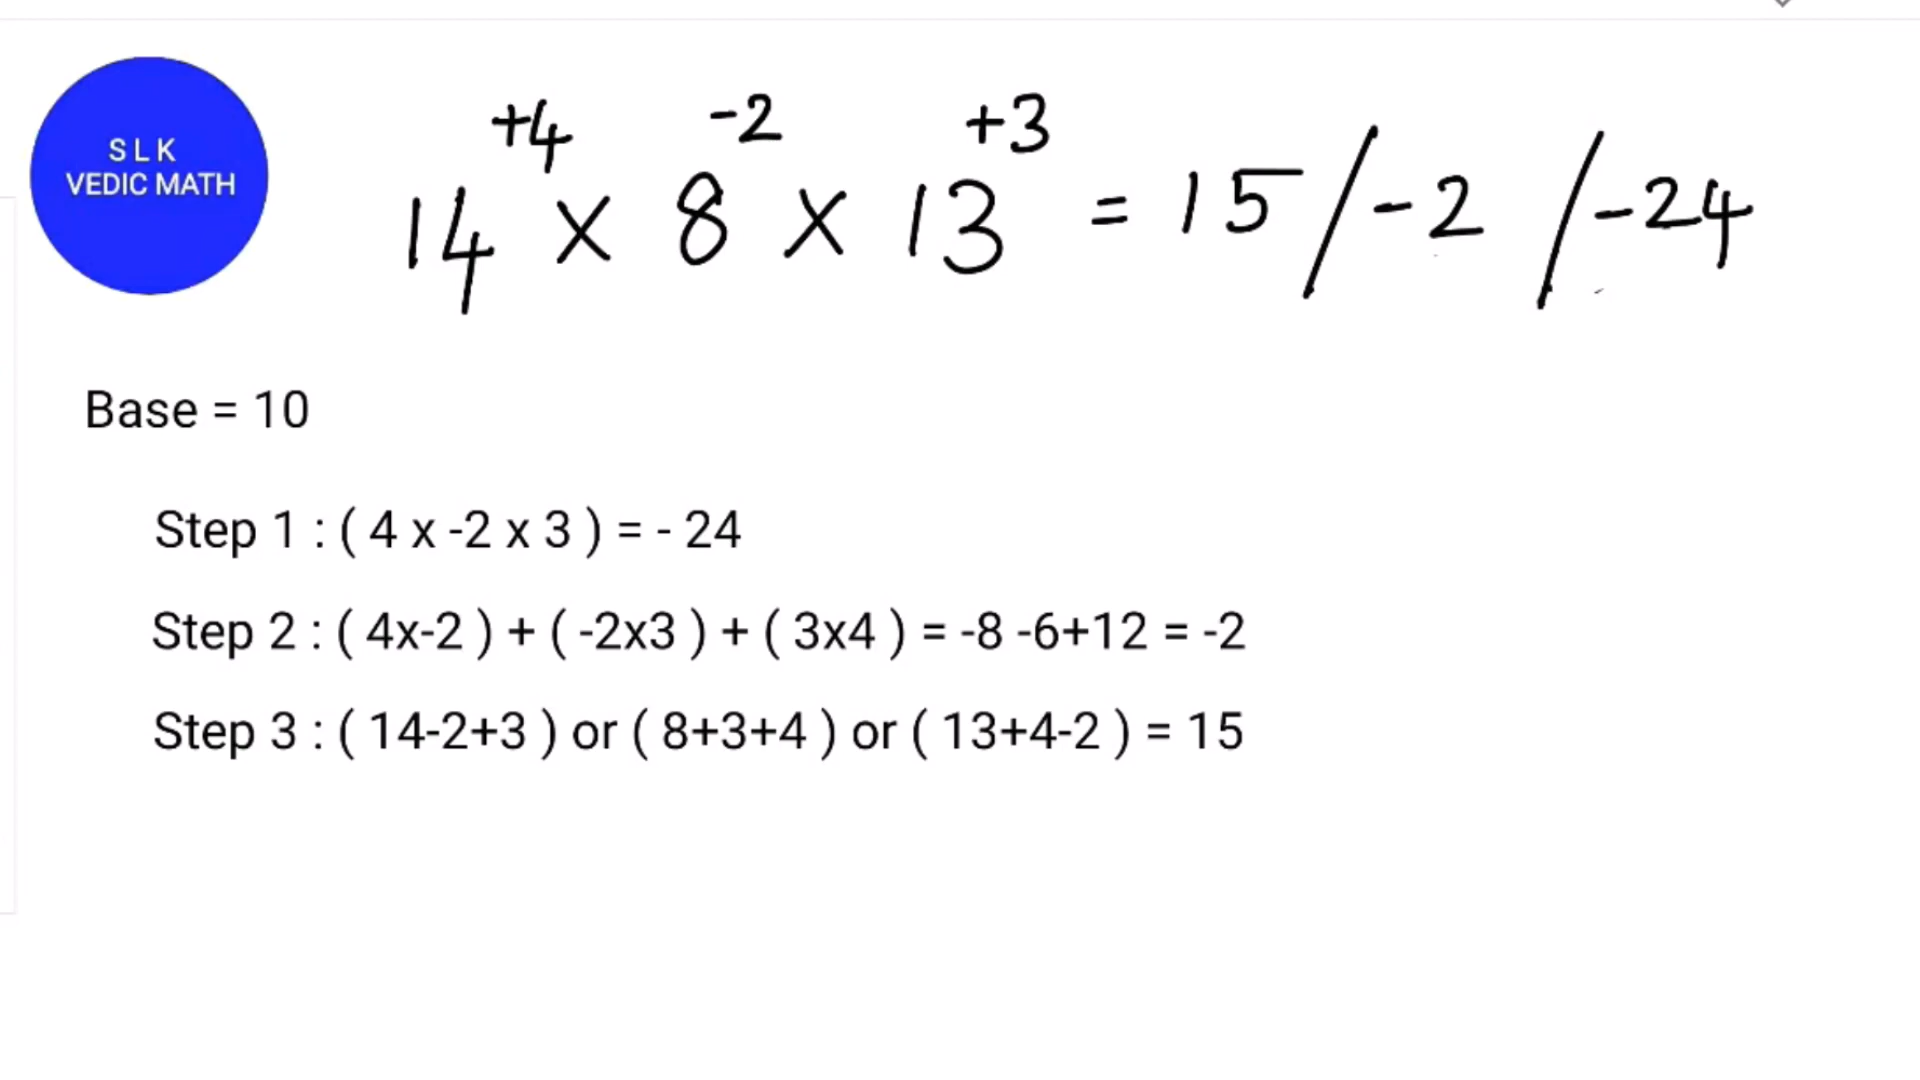 S L K
VEDIC MATH
+4 -2 +3
14 x 8 x 13 = 15 / -2 / -24
Base = 10
Step 1 : ( 4 x -2 x 3 ) = - 24
Step 2 : ( 4x-2 ) + ( -2x3 ) + ( 3x4 ) = -8 -6+12 = -2
Step 3 : ( 14-2+3 ) or ( 8+3+4 ) or ( 13+4-2 ) = 15